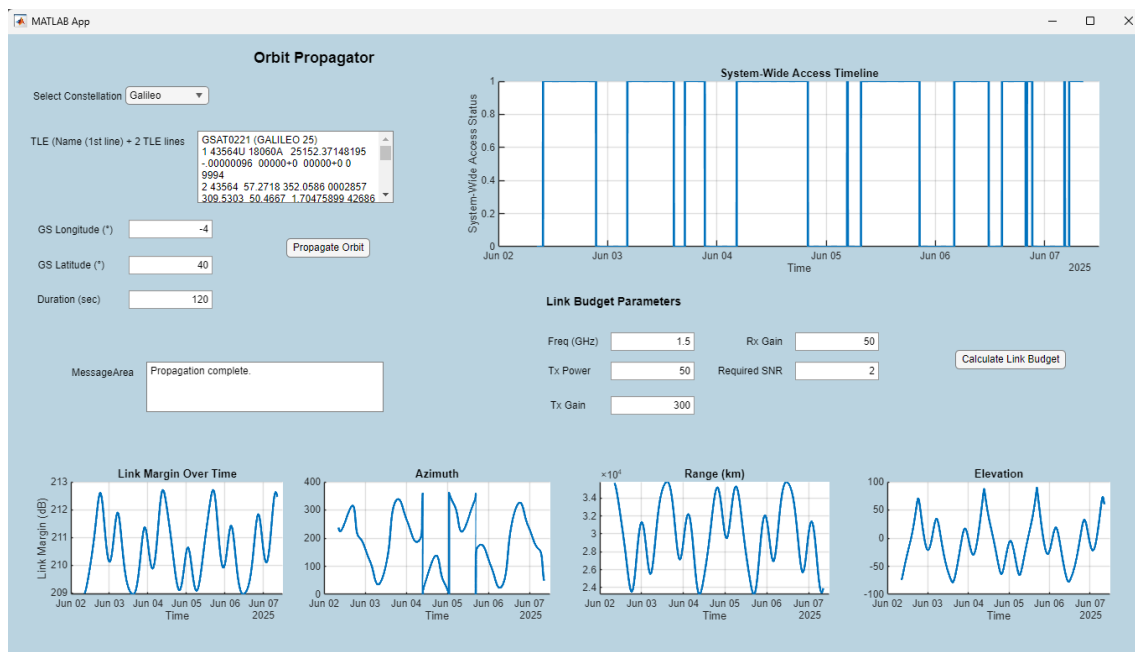 MATLAB App
Orbit Propagator
Select Constellation Galileo
TLE (Name (1st line) + 2 TLE lines
GSAT0221 (GALILEO 25)
1 43564U 18060A   25152.37148195
-.00000096  00000+0  00000+0 0
9994
2 43564  57.2718 352.0586 0002857
309.5303  50.4667  1.70475899 42686
GS Longitude (°) -4
GS Latitude (°) 40
Duration (sec) 120
Propagate Orbit
MessageArea Propagation complete.
System-Wide Access Timeline
System-Wide Access Status
1
0.8
0.6
0.4
0.2
0
Jun 02 Jun 03 Jun 04 Jun 05 Jun 06 Jun 07
Time
2025
Link Budget Parameters
Freq (GHz) 1.5 Rx Gain 50
Tx Power 50 Required SNR 2
Tx Gain 300
Calculate Link Budget
Link Margin Over Time
Link Margin (dB)
213
212
211
210
209
Jun 02 Jun 03 Jun 04 Jun 05 Jun 06 Jun 07
Time
2025
Azimuth
400
300
200
100
0
Jun 02 Jun 03 Jun 04 Jun 05 Jun 06 Jun 07
Time
2025
Range (km)
×10⁴
3.4
3.2
3
2.8
2.6
2.4
Jun 02 Jun 03 Jun 04 Jun 05 Jun 06 Jun 07
Time
2025
Elevation
100
50
0
-50
-100
Jun 02 Jun 03 Jun 04 Jun 05 Jun 06 Jun 07
Time
2025